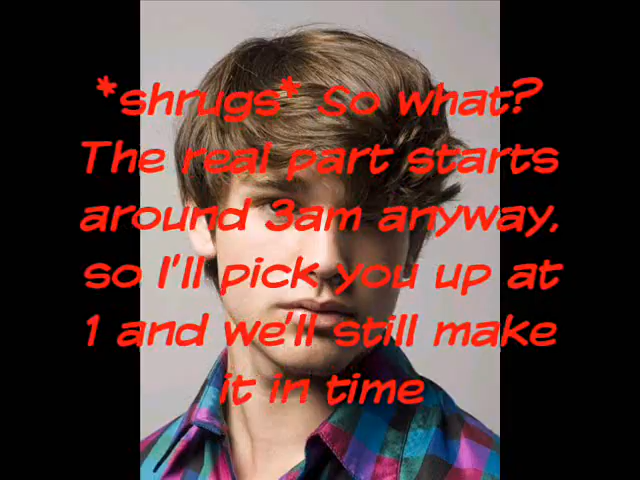 *shrugs* So what?
The real part starts
around 3am anyway,
so I'll pick you up at
1 and we'll still make
it in time